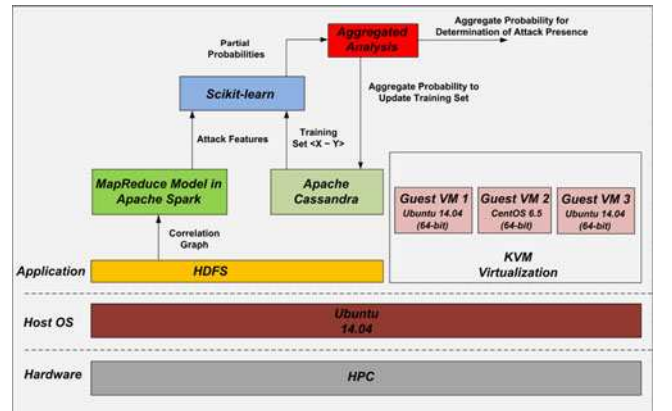 Aggregate Probability for
Determination of Attack Presence
Aggregated
Analysis
Partial
Probabilities
Scikit-learn
Aggregate Probability to
Update Training Set
Attack Features
Training
Set <X – Y>
MapReduce Model in
Apache Spark
Apache
Cassandra
Guest VM 1
Ubuntu 14.04
(64-bit)
Guest VM 2
CentOS 6.5
(64-bit)
Guest VM 3
Ubuntu 14.04
(64-bit)
Correlation
Graph
KVM
Virtualization
Application
HDFS
Host OS
Ubuntu
14.04
Hardware
HPC